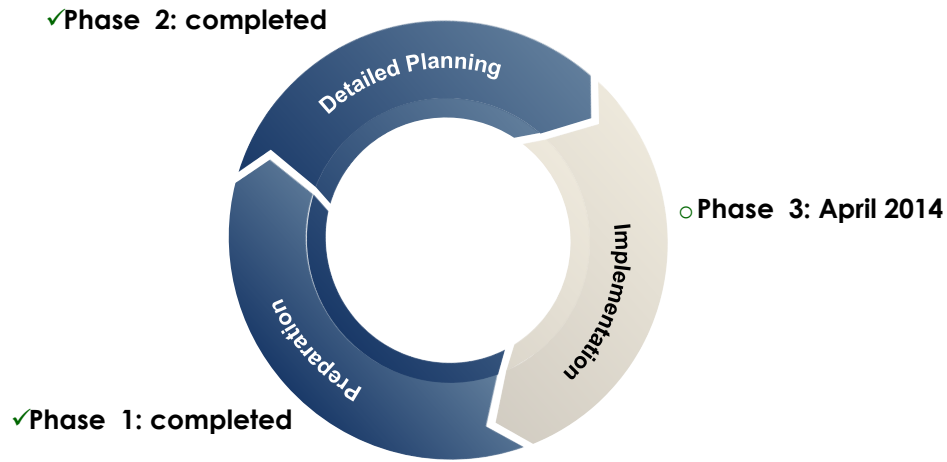 ✓Phase 2: completed
Detailed Planning
○Phase 3: April 2014
Implementation
Preparation
✓Phase 1: completed